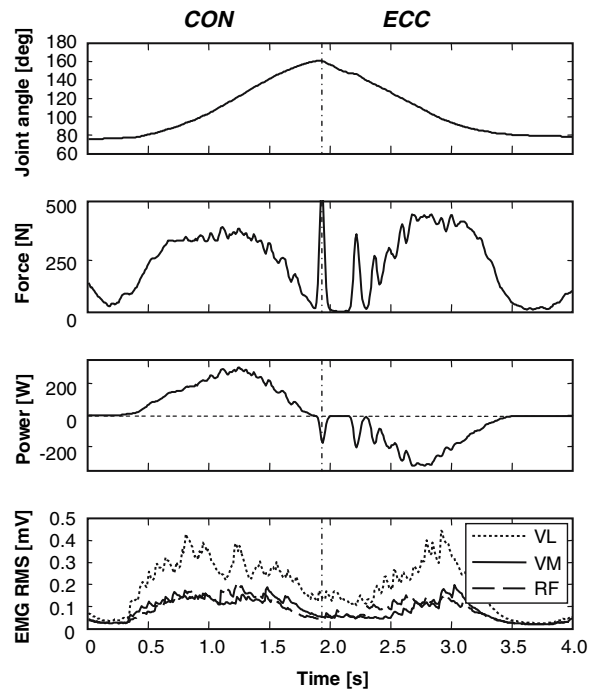 CON ECC
Joint angle [deg]
180
160
140
120
100
80
60
Force [N]
500
250
0
Power [W]
200
0
-200
EMG RMS [mV]
0.5
0.4
0.3
0.2
0.1
0
VL
VM
RF
0 0.5 1.0 1.5 2.0 2.5 3.0 3.5 4.0
Time [s]